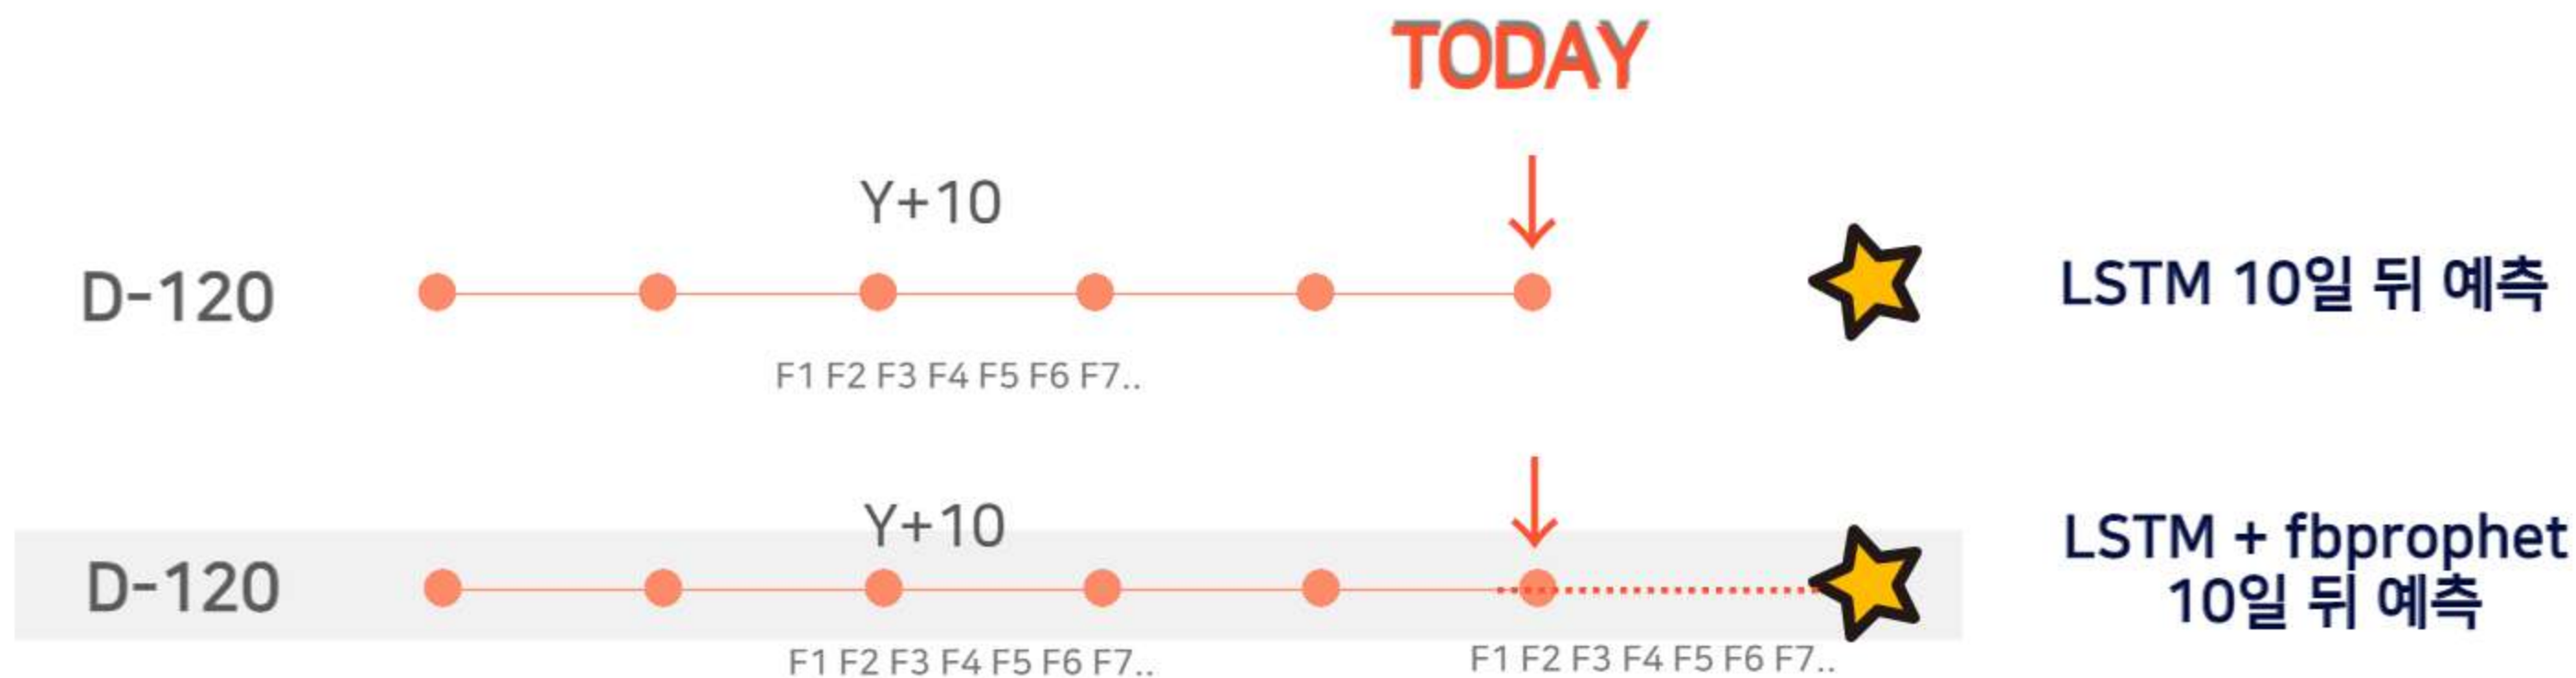 TODAY
Y+10
D-120
LSTM 10일 뒤 예측
F1 F2 F3 F4 F5 F6 F7..
Y+10
D-120
LSTM + fbprophet
10일 뒤 예측
F1 F2 F3 F4 F5 F6 F7..
F1 F2 F3 F4 F5 F6 F7..